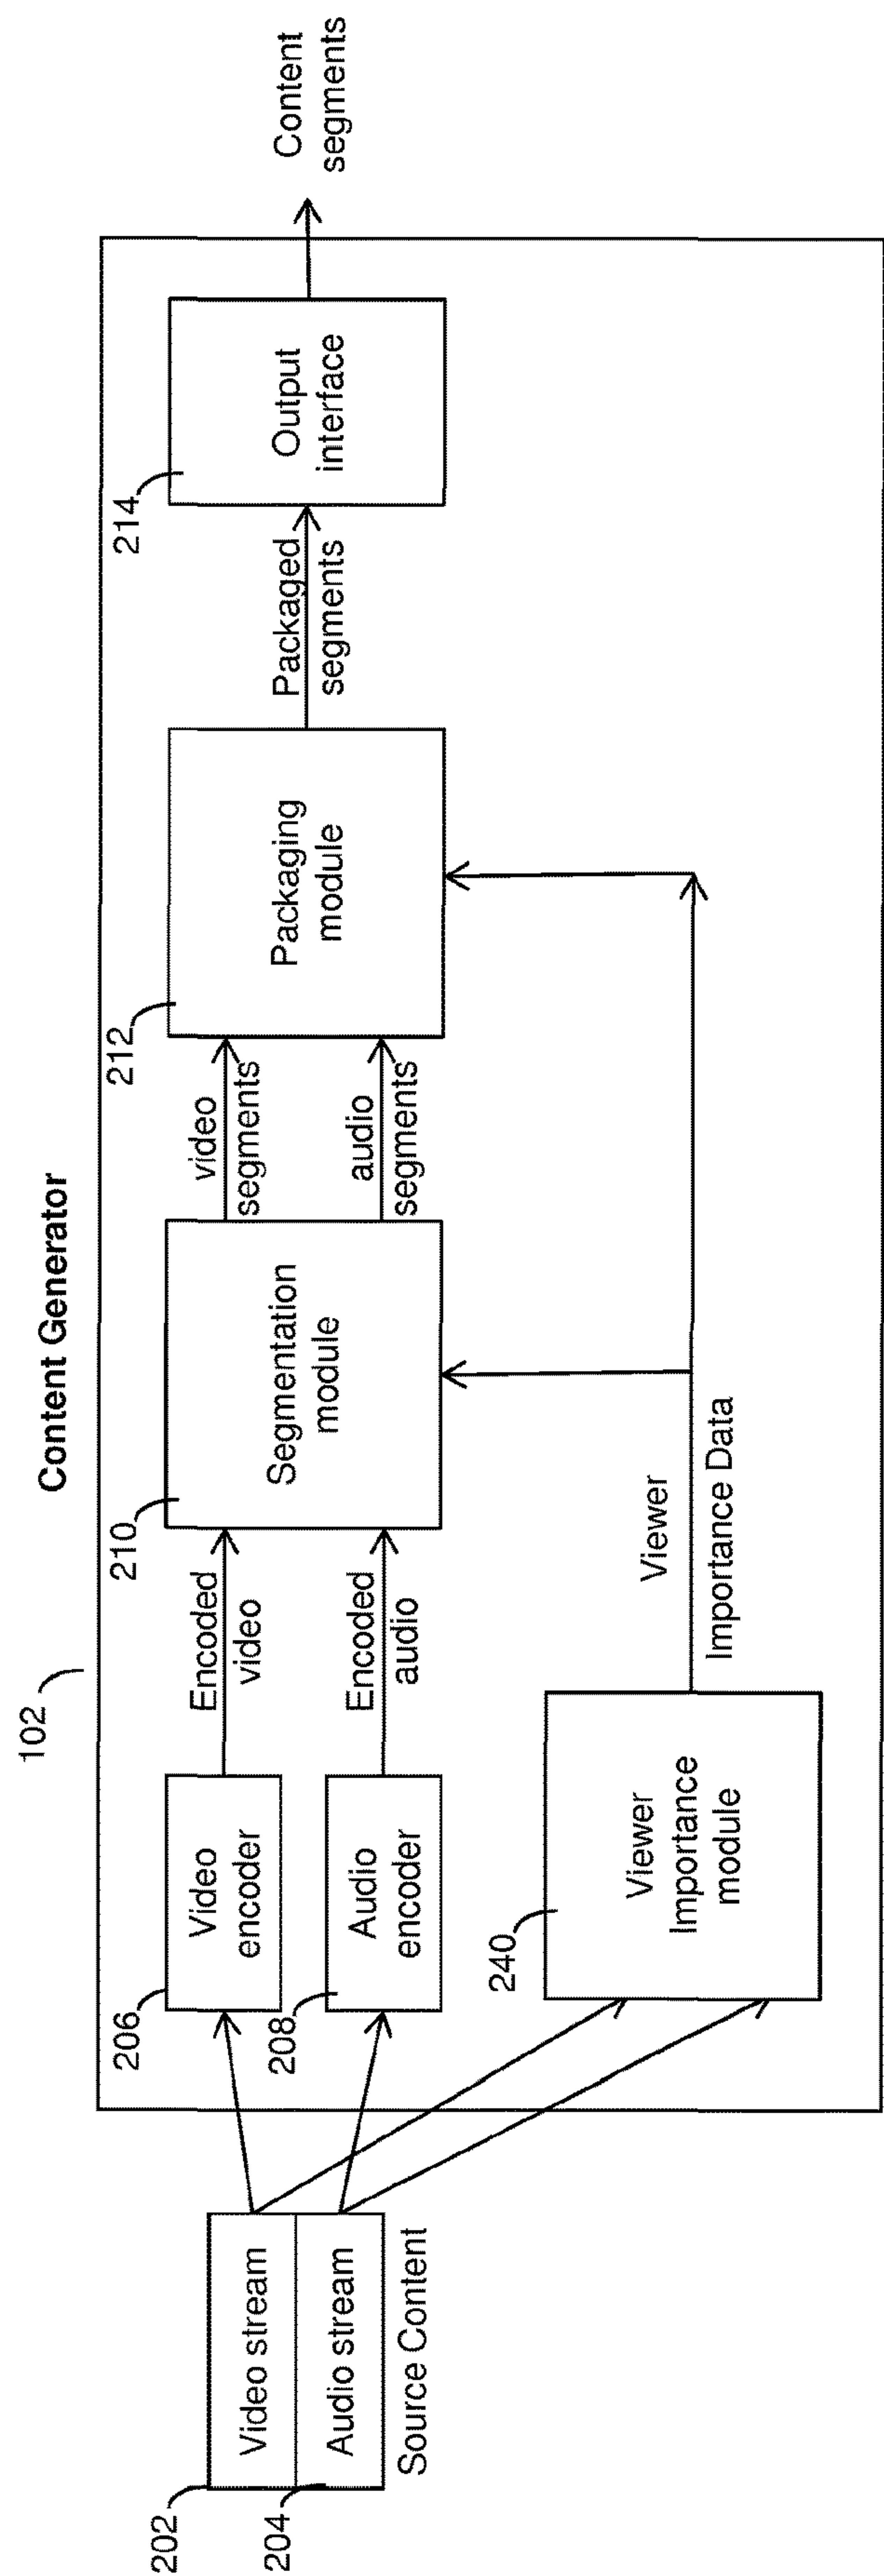 Content Generator
102
202
Video stream
204
Audio stream
Source Content
206
Video
encoder
208
Audio
encoder
Encoded
video
Encoded
audio
210
Segmentation
module
video
segments
audio
segments
212
Packaging
module
Packaged
segments
214
Output
interface
Content
segments
240
Viewer
Importance
module
Viewer
Importance Data